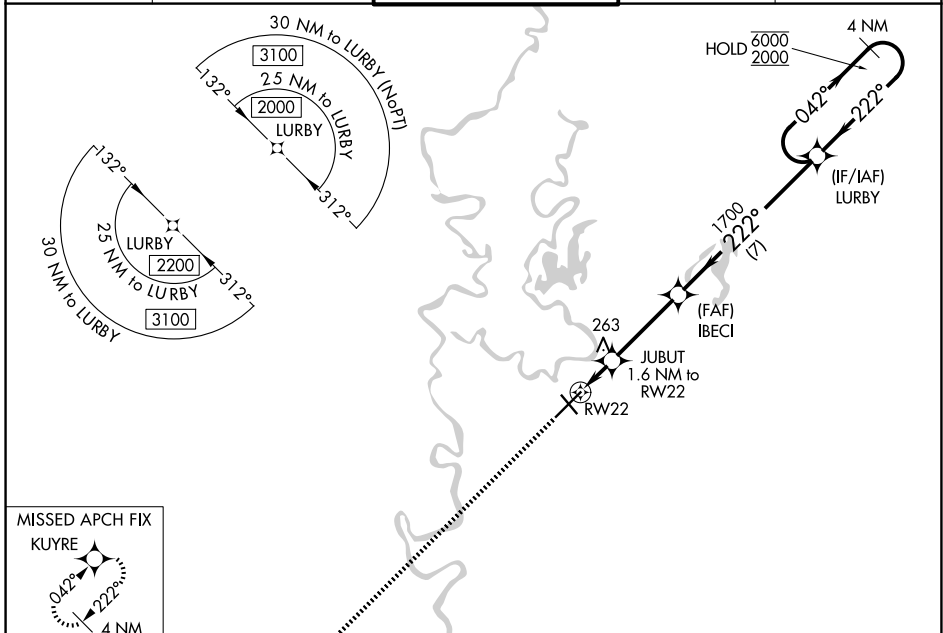 30 NM to LURBY (NoPT)
3100
25 NM to LURBY
2000
132°
LURBY
312°
132°
LURBY
2200
25 NM to LURBY
312°
3100
30 NM to LURBY
4 NM
HOLD 6000
2000
042°
222°
(IF/IAF)
LURBY
1700
222°
(7)
(FAF)
IBECI
263
JUBUT
1.6 NM to
RW22
RW22
MISSED APCH FIX
KUYRE
042°
222°
4 NM